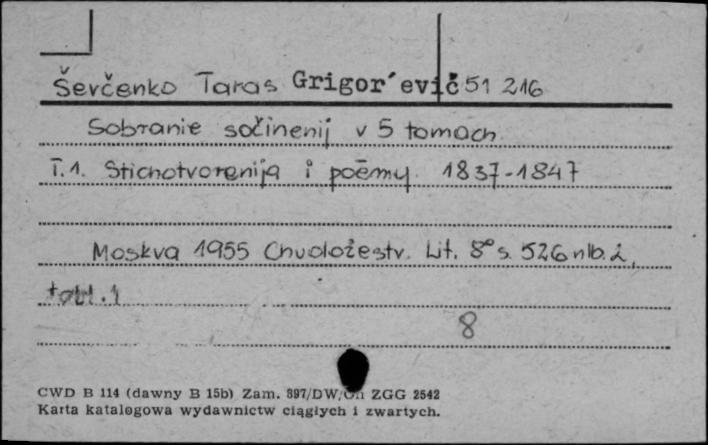 Ševčenko Taras Grigor'evič 51 216
Sobranie sočinenij v 5 tomach.
T.1. Stichotvorenija i poėmy. 1837-1847
Moskva 1955 Chudožestv. Lit. 8° s. 526 nlb. 2,
tabl. 1
8
CWD B 114 (dawny B 15b) Zam. 897/DW/ ZGG 2542
Karta katalogowa wydawnictw ciągłych i zwartych.